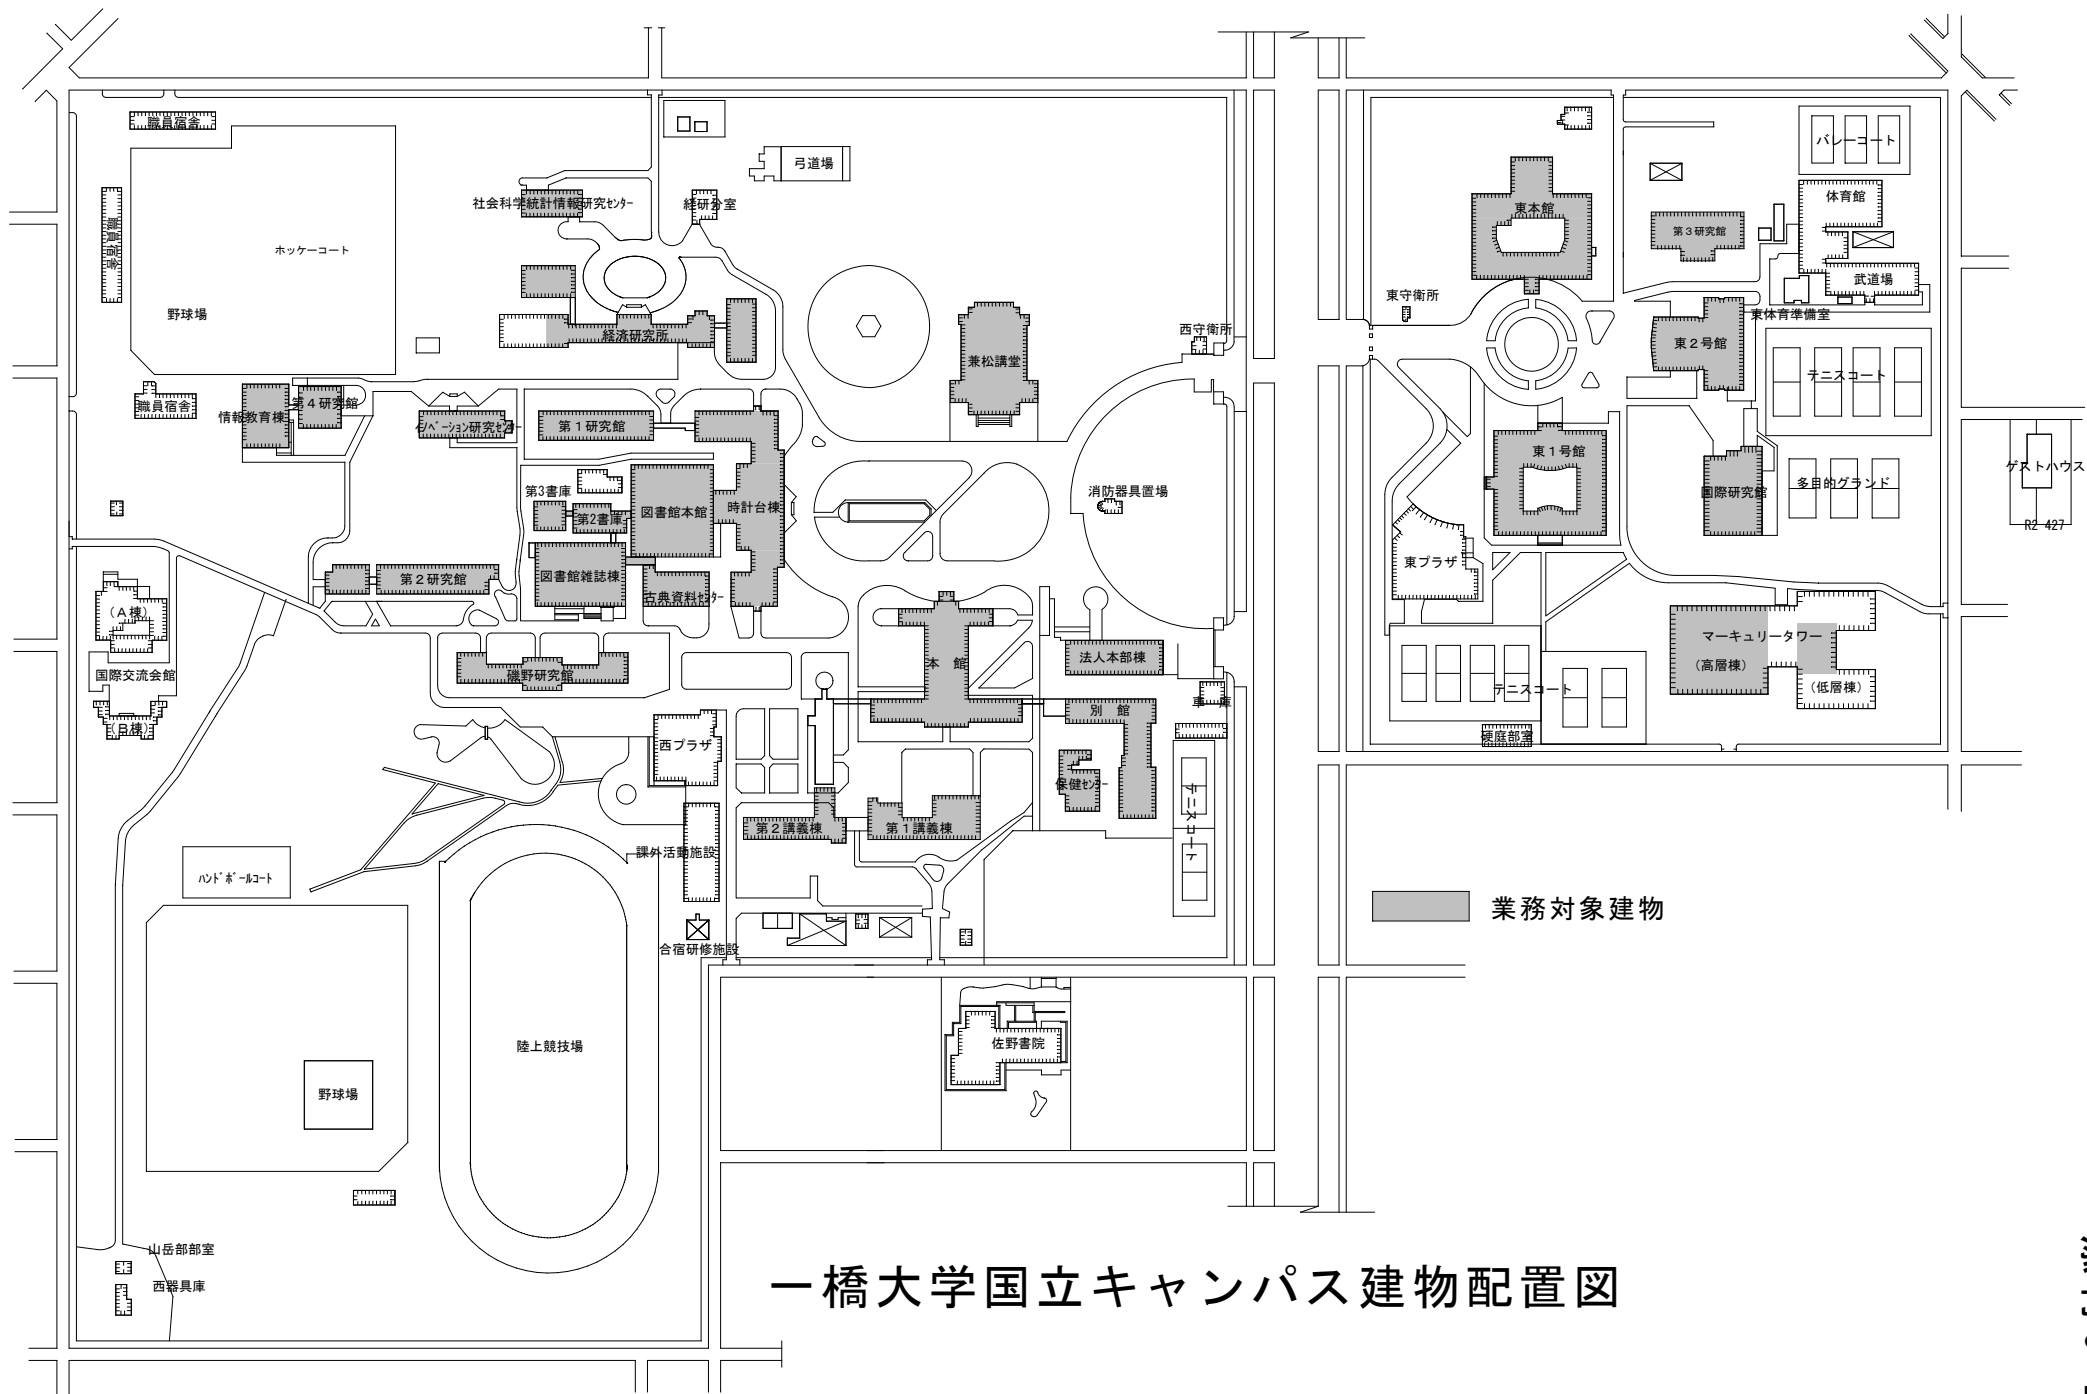 職員宿舎
バレーコート
弓道場
体育館
社会科学統計情報研究ｾﾝﾀｰ
経研分室
東本館
第３研究館
職員宿舎
ホッケーコート
武道場
東守衛所
野球場
東体育準備室
西守衛所
経済研究所
東２号館
兼松講堂
テニスコート
職員宿舎
情報教育棟
第４研究館
ｲﾉﾍﾞｰｼｮﾝ研究ｾﾝﾀｰ
第１研究館
東１号館
ゲストハウス
多目的グランド
第3書庫
消防器具置場
国際研究館
図書館本館
時計台棟
第2書庫
R2-427
東プラザ
第２研究館
図書館雑誌棟
古典資料ｾﾝﾀｰ
（Ａ棟）
マーキュリータワー
（高層棟）
（低層棟）
国際交流会館
磯野研究館
本　館
法人本部棟
テニスコート
車　庫
別　館
（Ｂ棟）
硬庭部室
西プラザ
保健ｾﾝﾀｰ
テニスコート
第２講義棟
第１講義棟
課外活動施設
ﾊﾝﾄﾞﾎﾞｰﾙｺｰﾄ
業務対象建物
合宿研修施設
陸上競技場
佐野書院
野球場
山岳部部室
西器具庫
一橋大学国立キャンパス建物配置図